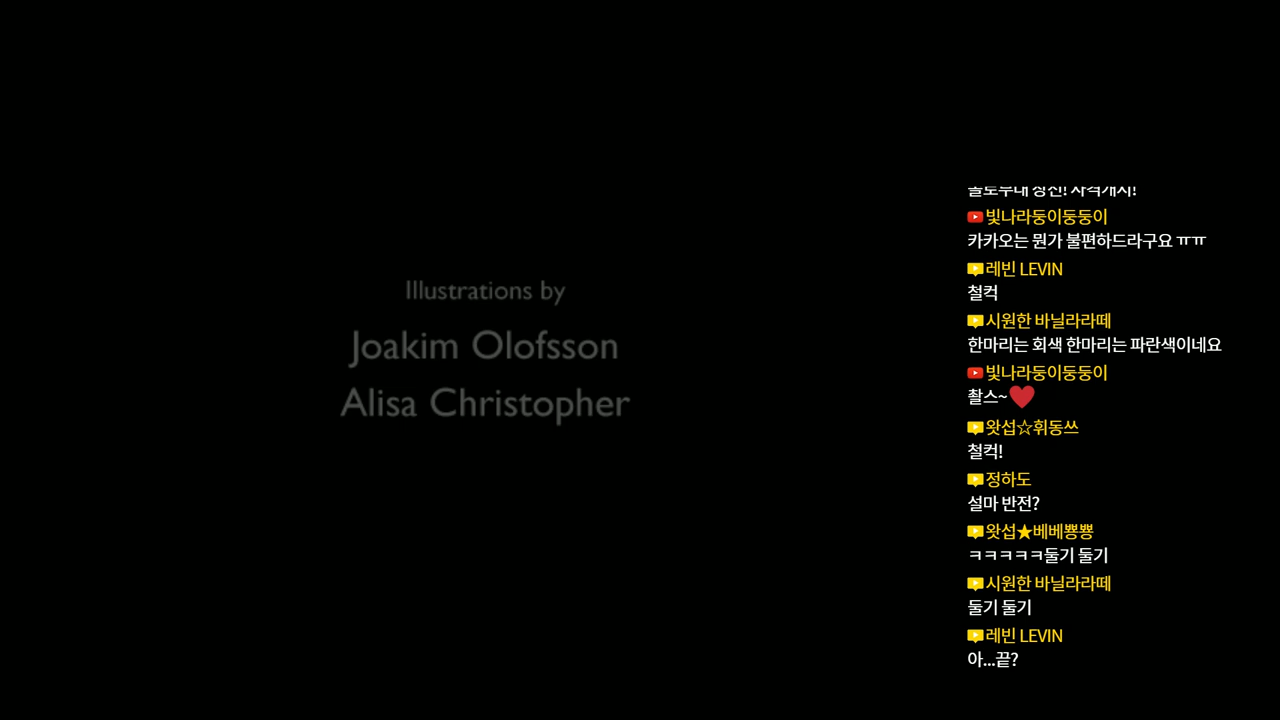 Illustrations by
Joakim Olofsson
Alisa Christopher
빛나라둥이둥둥이
카카오는 뭔가 불편하드라구요 ㅠㅠ
레빈 LEVIN
철컥
시원한 바닐라라떼
한마리는 회색 한마리는 파란색이네요
빛나라둥이둥둥이
촬스~
왓섭☆휘동쓰
철컥!
정하도
설마 반전?
왓섭★베베뿅뿅
ㅋㅋㅋㅋㅋ둘기 둘기
시원한 바닐라라떼
둘기 둘기
레빈 LEVIN
아...끝?